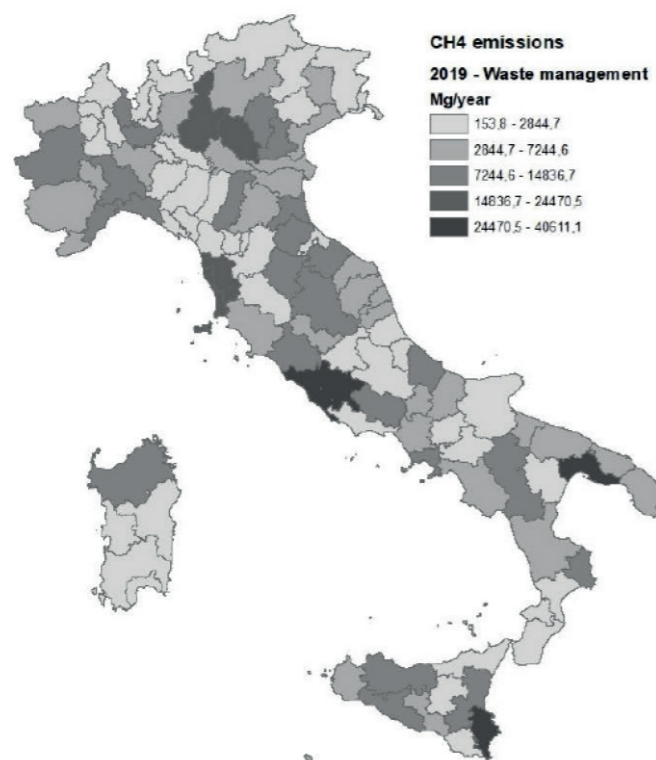 CH4 emissions
2019 - Waste management
Mg/year
153,8 - 2844,7
2844,7 - 7244,6
7244,6 - 14836,7
14836,7 - 24470,5
24470,5 - 40611,1